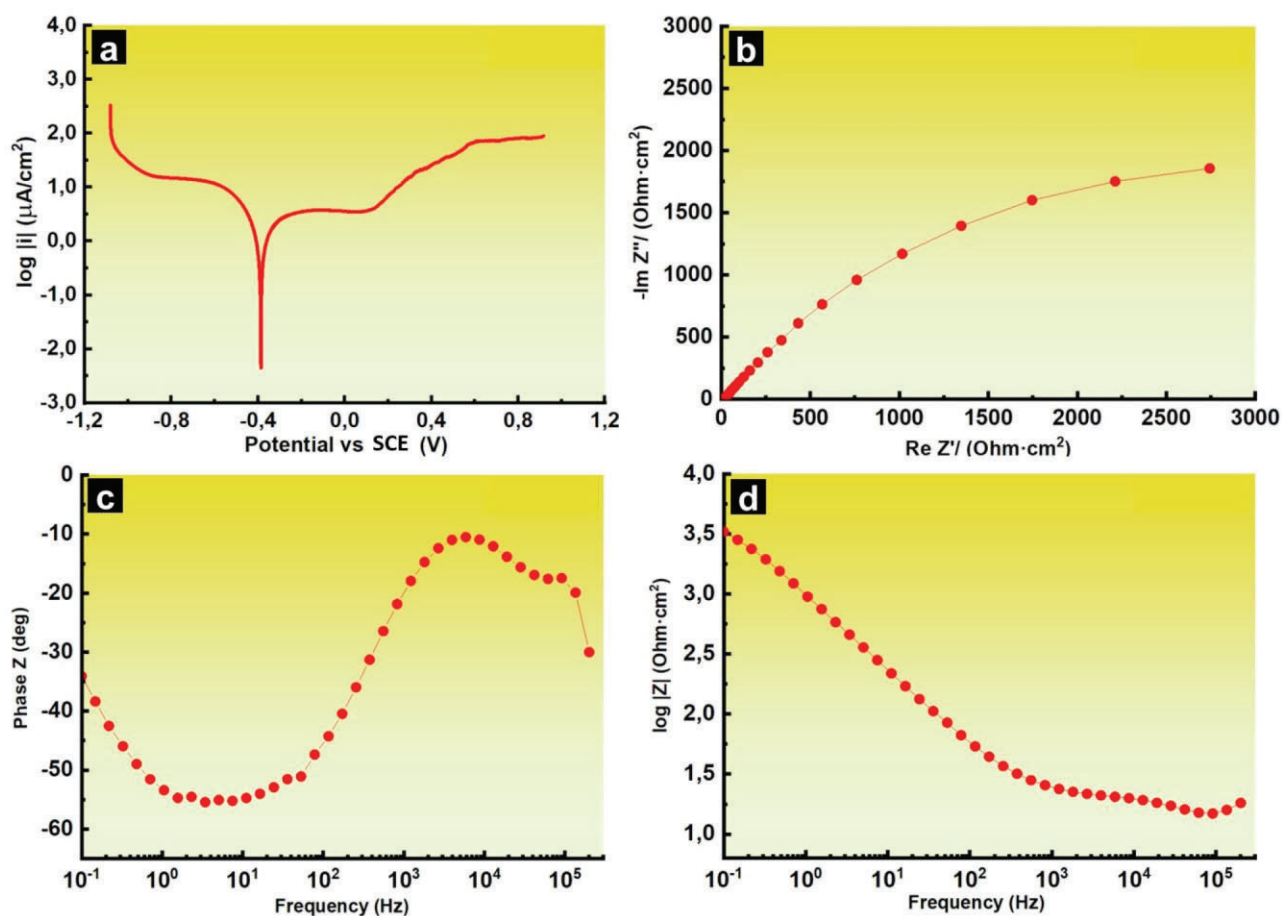 a
4,0
3,0
2,0
1,0
0,0
-1,0
-2,0
-3,0
log |i| (µA/cm²)
-1,2 -0,8 -0,4 0,0 0,4 0,8 1,2
Potential vs SCE (V)
b
3000
2500
2000
1500
1000
500
0
-Im Z''/ (Ohm·cm²)
0 500 1000 1500 2000 2500 3000
Re Z'/ (Ohm·cm²)
c
0
-10
-20
-30
-40
-50
-60
Phase Z (deg)
10⁻¹ 10⁰ 10¹ 10² 10³ 10⁴ 10⁵
Frequency (Hz)
d
4,0
3,5
3,0
2,5
2,0
1,5
1,0
log |Z| (Ohm·cm²)
10⁻¹ 10⁰ 10¹ 10² 10³ 10⁴ 10⁵
Frequency (Hz)